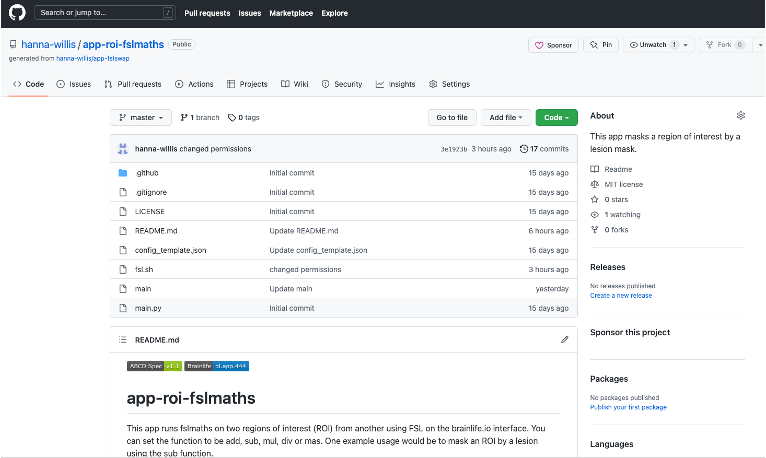 Search or jump to... /
Pull requests Issues Marketplace Explore
hanna-willis / app-roi-fslmaths Public
generated from hanna-willis/app-fslswap
Sponsor Pin Unwatch 1 Fork 0
Code Issues Pull requests Actions Projects Wiki Security Insights Settings
master 1 branch 0 tags Go to file Add file Code
hanna-willis changed permissions 3e1923b 3 hours ago 17 commits
.github Initial commit 15 days ago
.gitignore Initial commit 15 days ago
LICENSE Initial commit 15 days ago
README.md Update README.md 6 hours ago
config_template.json Update config_template.json 15 days ago
fsl.sh changed permissions 3 hours ago
main Update main yesterday
main.py Initial commit 15 days ago
README.md
ABCD Spec v1.1 Brainlife bl.app.444
app-roi-fslmaths
This app runs fslmaths on two regions of interest (ROI) from another using FSL on the brainlife.io interface. You
can set the function to be add, sub, mul, div or mas. One example usage would be to mask an ROI by a lesion
using the sub function.
About
This app masks a region of interest by a
lesion mask.
Readme
MIT license
0 stars
1 watching
0 forks
Releases
No releases published
Create a new release
Sponsor this project
Packages
No packages published
Publish your first package
Languages